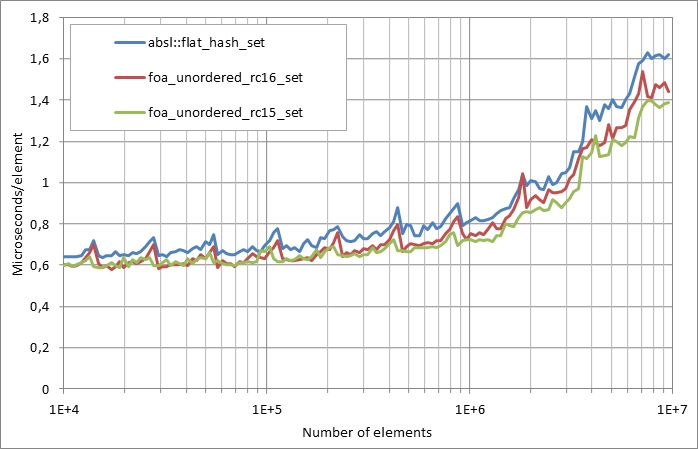 1,8
1,6
1,4
1,2
1
0,8
0,6
0,4
0,2
0
Microseconds/element
absl::flat_hash_set
foa_unordered_rc16_set
foa_unordered_rc15_set
1E+4 1E+5 1E+6 1E+7
Number of elements